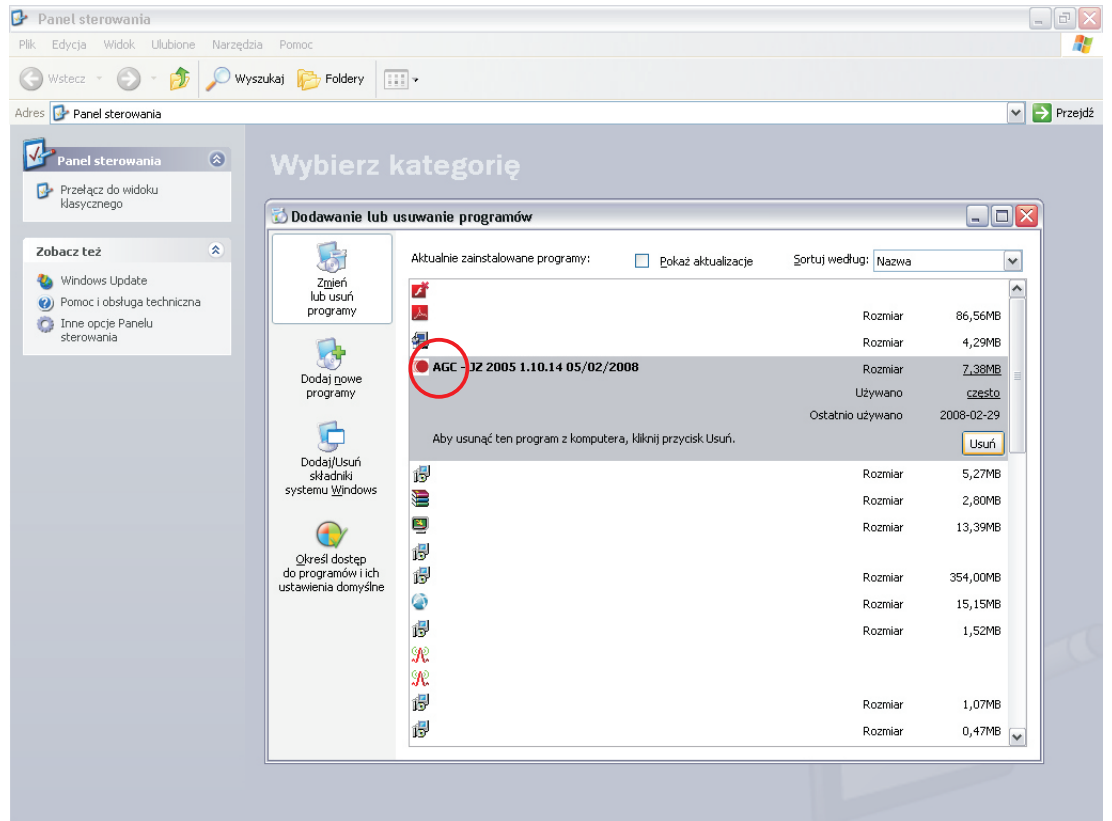 Panel sterowania
Plik Edycja Widok Ulubione Narzędzia Pomoc
Wstecz Wyszukaj Foldery
Adres Panel sterowania Przejdź
Panel sterowania
Przełącz do widoku
klasycznego
Zobacz też
Windows Update
Pomoc i obsługa techniczna
Inne opcje Panelu
sterowania
Wybierz kategorię
Dodawanie lub usuwanie programów
Zmień
lub usuń
programy
Dodaj nowe
programy
Dodaj/Usuń
składniki
systemu Windows
Określ dostęp
do programów i ich
ustawienia domyślne
Aktualnie zainstalowane programy: Pokaż aktualizacje Sortuj według: Nazwa
Rozmiar 86,56MB
Rozmiar 4,29MB
AGC - DZ 2005 1.10.14 05/02/2008 Rozmiar 7,38MB
Używano często
Ostatnio używano 2008-02-29
Aby usunąć ten program z komputera, kliknij przycisk Usuń. Usuń
Rozmiar 5,27MB
Rozmiar 2,80MB
Rozmiar 13,39MB
Rozmiar 354,00MB
Rozmiar 15,15MB
Rozmiar 1,52MB
Rozmiar 1,07MB
Rozmiar 0,47MB